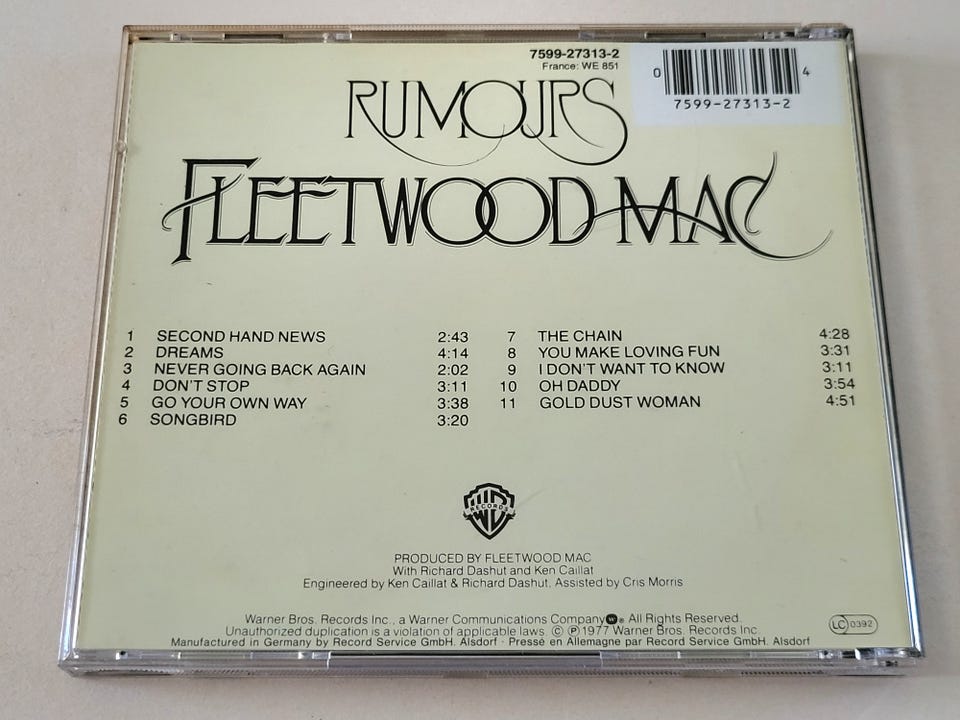 7599-27313-2
France: WE 851
0 4
7599-27313-2
RUMOURS
FLEETWOOD MAC
1 SECOND HAND NEWS 2:43
2 DREAMS 4:14
3 NEVER GOING BACK AGAIN 2:02
4 DON'T STOP 3:11
5 GO YOUR OWN WAY 3:38
6 SONGBIRD 3:20
7 THE CHAIN 4:28
8 YOU MAKE LOVING FUN 3:31
9 I DON'T WANT TO KNOW 3:11
10 OH DADDY 3:54
11 GOLD DUST WOMAN 4:51
WB
RECORDS
PRODUCED BY FLEETWOOD MAC
With Richard Dashut and Ken Caillat
Engineered by Ken Caillat & Richard Dashut, Assisted by Cris Morris
Warner Bros. Records Inc., a Warner Communications Company ® All Rights Reserved.
Unauthorized duplication is a violation of applicable laws. © ℗ 1977 Warner Bros. Records Inc.
Manufactured in Germany by Record Service GmbH. Alsdorf · Pressé en Allemagne par Record Service GmbH. Alsdorf
LC 0392